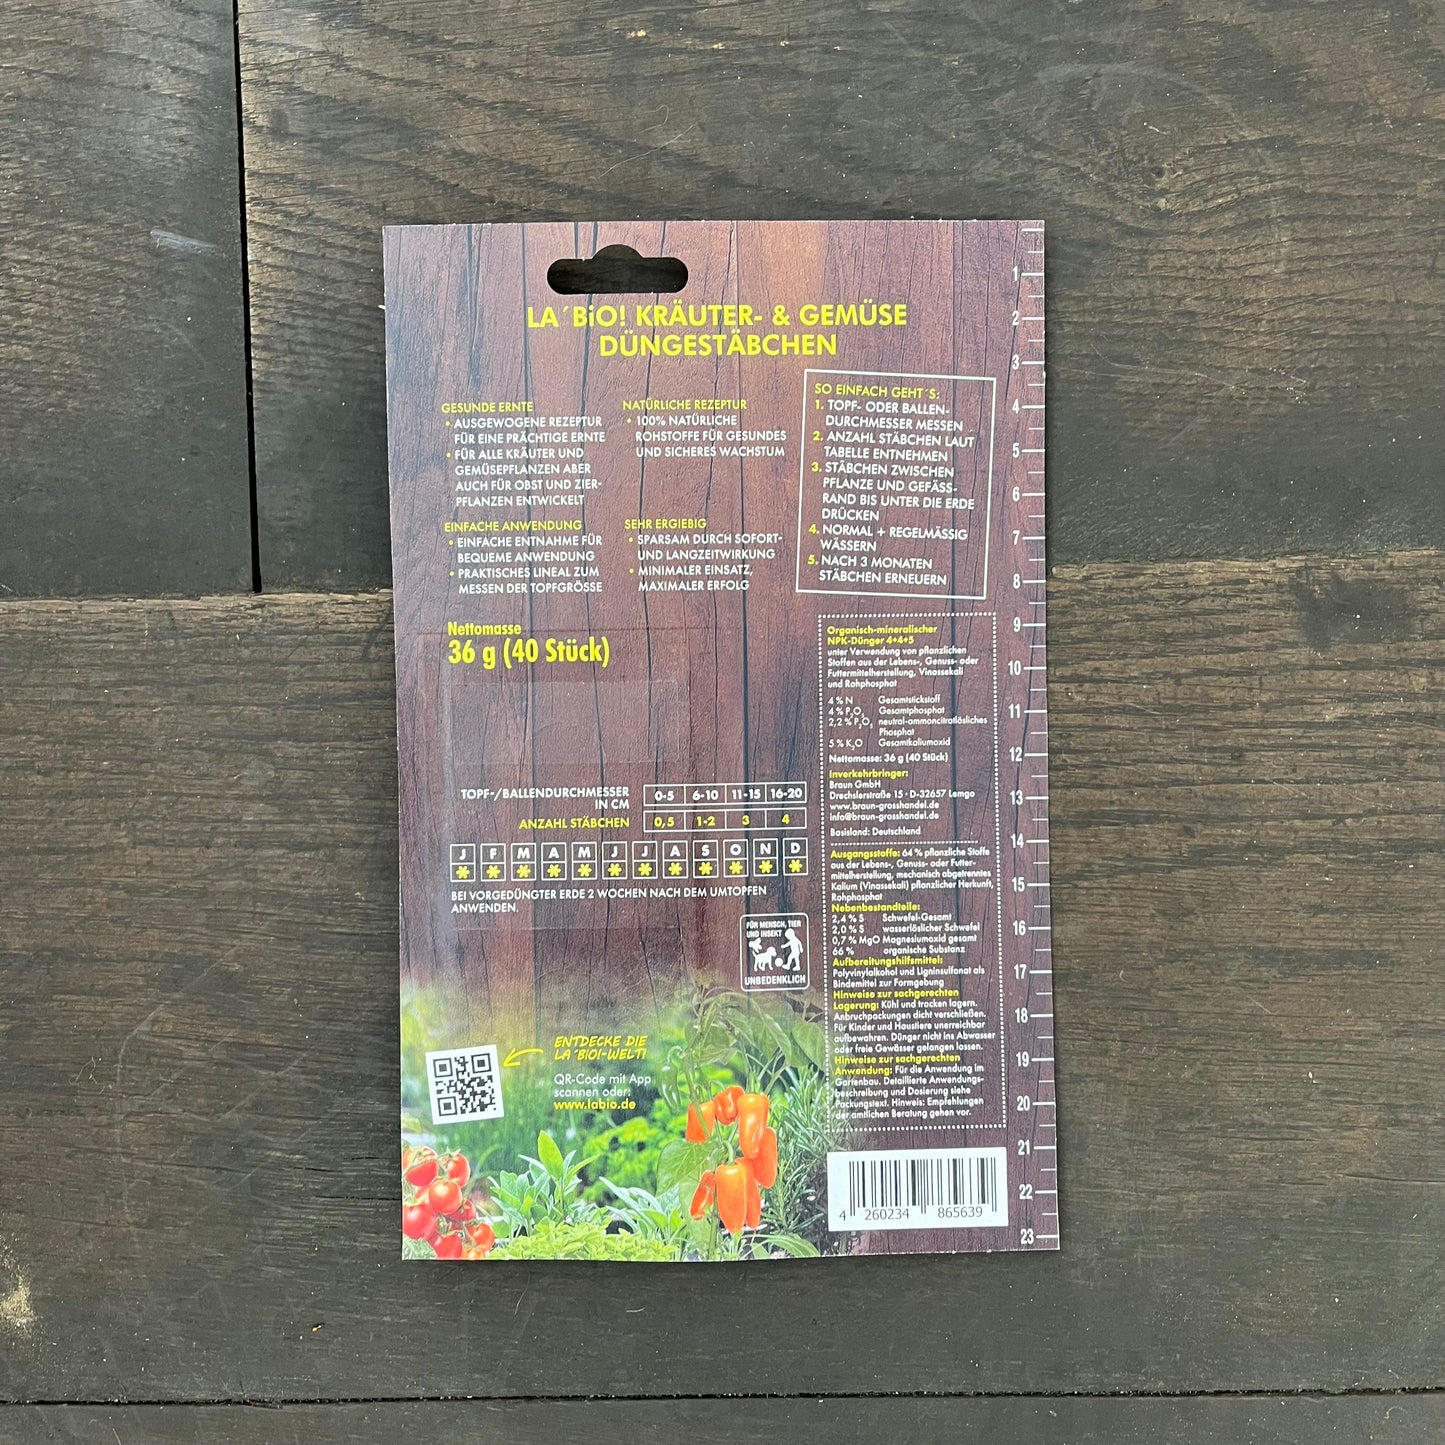 LA´BiO! KRÄUTER- & GEMÜSE
DÜNGESTÄBCHEN
GESUNDE ERNTE
• AUSGEWOGENE REZEPTUR
FÜR EINE PRÄCHTIGE ERNTE
• FÜR ALLE KRÄUTER UND
GEMÜSEPFLANZEN ABER
AUCH FÜR OBST UND ZIER-
PFLANZEN ENTWICKELT
NATÜRLICHE REZEPTUR
• 100% NATÜRLICHE
ROHSTOFFE FÜR GESUNDES
UND SICHERES WACHSTUM
EINFACHE ANWENDUNG
• EINFACHE ENTNAHME FÜR
BEQUEME ANWENDUNG
• PRAKTISCHES LINEAL ZUM
MESSEN DER TOPFGRÖSSE
SEHR ERGIEBIG
• SPARSAM DURCH SOFORT-
UND LANGZEITWIRKUNG
• MINIMALER EINSATZ,
MAXIMALER ERFOLG
SO EINFACH GEHT´S:
1. TOPF- ODER BALLEN-
DURCHMESSER MESSEN
2. ANZAHL STÄBCHEN LAUT
TABELLE ENTNEHMEN
3. STÄBCHEN ZWISCHEN
PFLANZE UND GEFÄSS-
RAND BIS UNTER DIE ERDE
DRÜCKEN
4. NORMAL + REGELMÄSSIG
WÄSSERN
5. NACH 3 MONATEN
STÄBCHEN ERNEUERN
Nettomasse
36 g (40 Stück)
TOPF-/BALLENDURCHMESSER
IN CM
0-5 6-10 11-15 16-20
ANZAHL STÄBCHEN 0,5 1-2 3 4
J F M A M J J A S O N D
BEI VORGEDÜNGTER ERDE 2 WOCHEN NACH DEM UMTOPFEN
ANWENDEN.
FÜR MENSCH, TIER
UND INSEKT
UNBEDENKLICH
ENTDECKE DIE
LA´BIO!-WELT!
QR-Code mit App
scannen oder:
www.labio.de
Organisch-mineralischer
NPK-Dünger 4+4+5
unter Verwendung von pflanzlichen
Stoffen aus der Lebens-, Genuss- oder
Futtermittelherstellung, Vinassekali
und Rohphosphat
4 % N Gesamtstickstoff
4 % P₂O₅ Gesamtphosphat
2,2 % P₂O₅ neutral-ammoncitratlösliches
Phosphat
5 % K₂O Gesamtkaliumoxid
Nettomasse: 36 g (40 Stück)
Inverkehrbringer:
Braun GmbH
Drechslerstraße 15 · D-32657 Lemgo
www.braun-grosshandel.de
info@braun-grosshandel.de
Basisland: Deutschland
Ausgangsstoffe: 64 % pflanzliche Stoffe
aus der Lebens-, Genuss- oder Futter-
mittelherstellung, mechanisch abgetrenntes
Kalium (Vinassekali) pflanzlicher Herkunft,
Rohphosphat
Nebenbestandteile:
2,4 % S Schwefel-Gesamt
2,0 % S wasserlöslicher Schwefel
0,7 % MgO Magnesiumoxid gesamt
66 % organische Substanz
Aufbereitungshilfsmittel:
Polyvinylalkohol und Ligninsulfonat als
Bindemittel zur Formgebung
Hinweise zur sachgerechten
Lagerung: Kühl und trocken lagern.
Anbruchpackungen dicht verschließen.
Für Kinder und Haustiere unerreichbar
aufbewahren. Dünger nicht ins Abwasser
oder freie Gewässer gelangen lassen.
Hinweise zur sachgerechten
Anwendung: Für die Anwendung im
Gartenbau. Detaillierte Anwendungs-
beschreibung und Dosierung siehe
Packungstext. Hinweis: Empfehlungen
der amtlichen Beratung gehen vor.
4 260234 865639
1
2
3
4
5
6
7
8
9
10
11
12
13
14
15
16
17
18
19
20
21
22
23